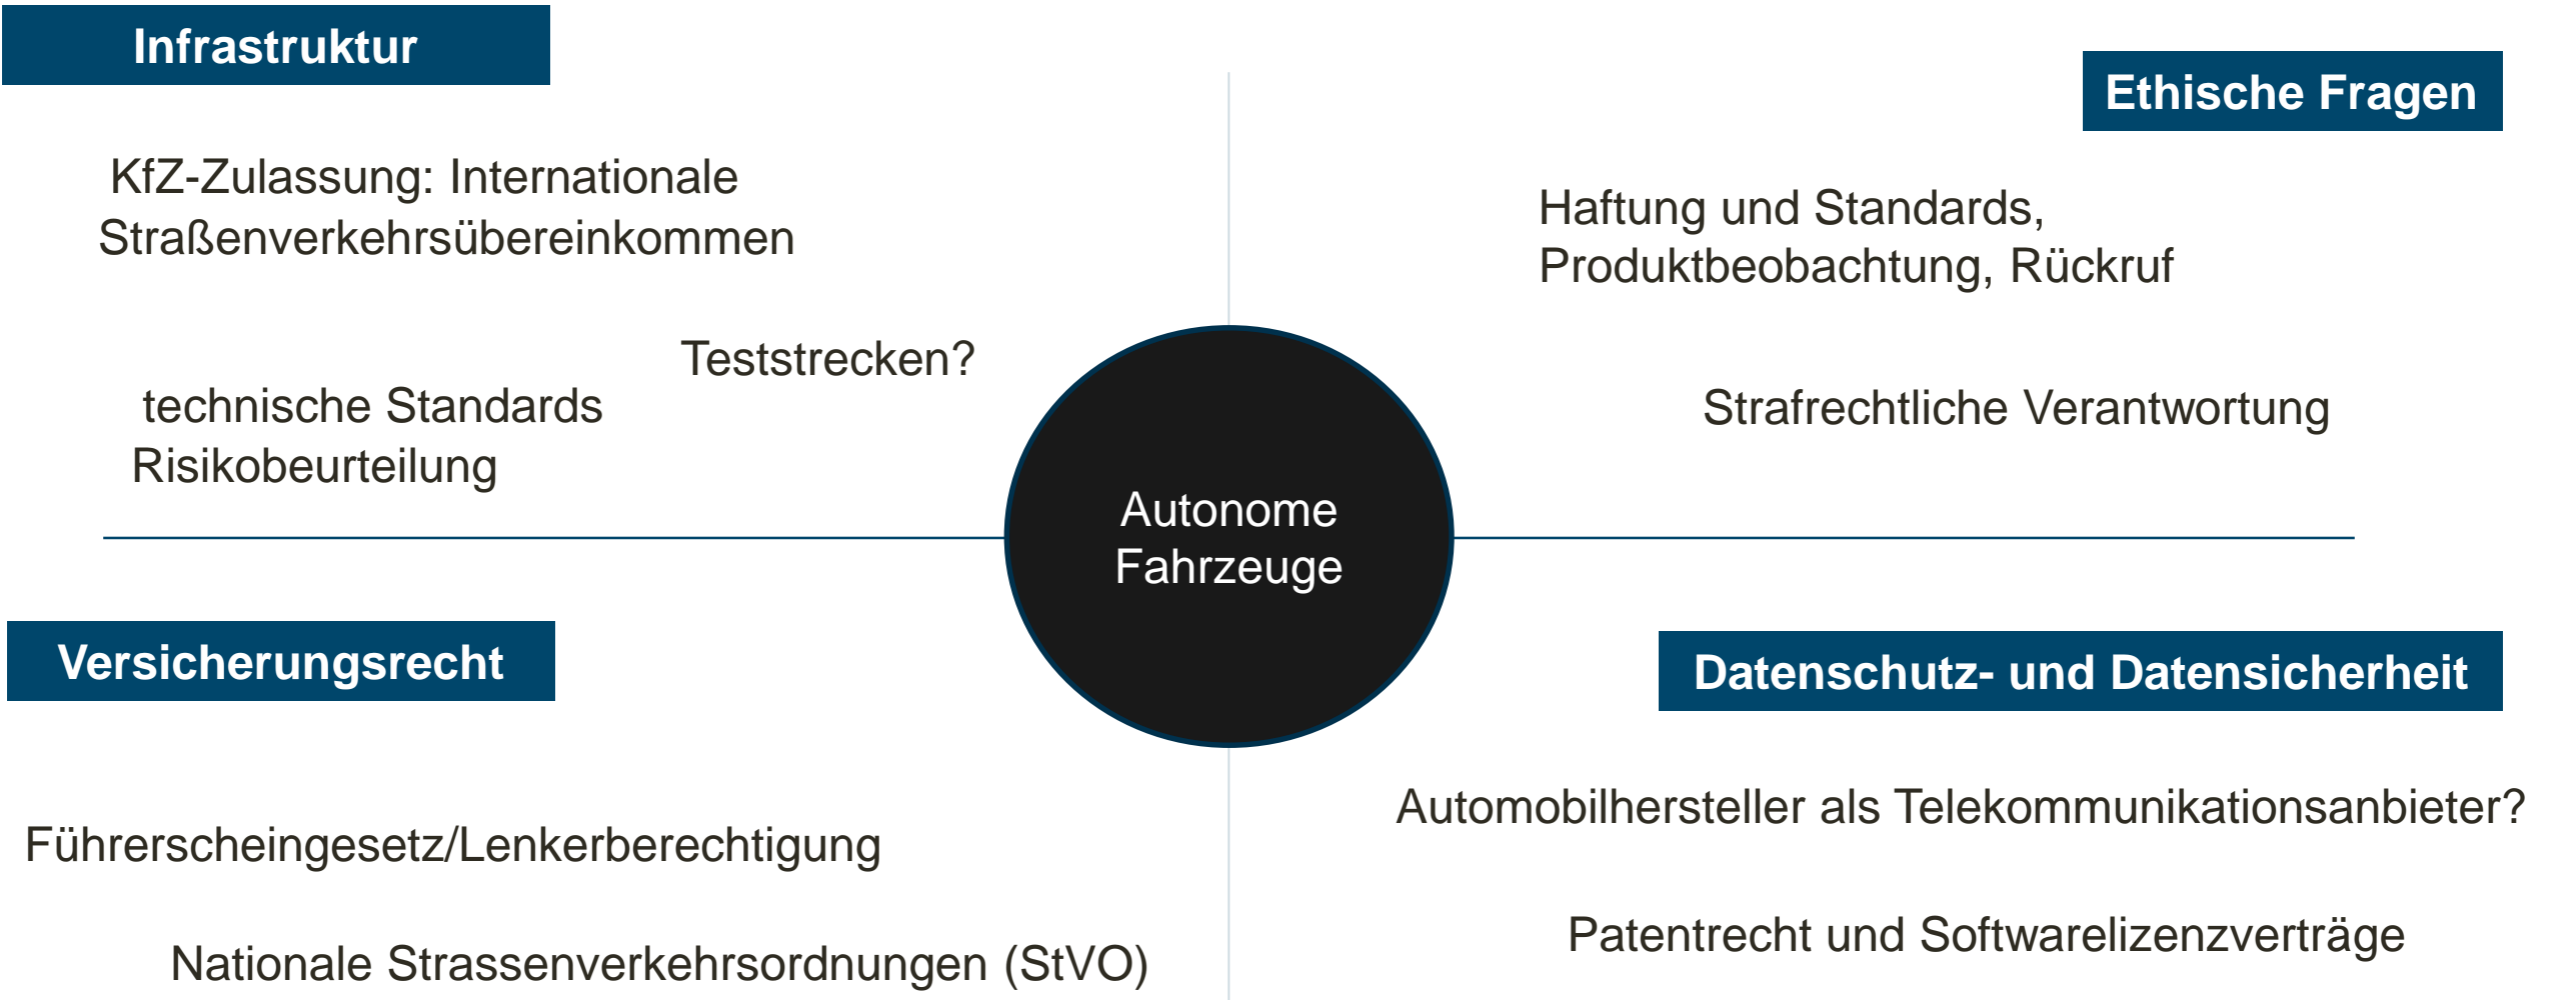 Infrastruktur
KfZ-Zulassung: Internationale
Straßenverkehrsübereinkommen
Teststrecken?
technische Standards
Risikobeurteilung
Ethische Fragen
Haftung und Standards,
Produktbeobachtung, Rückruf
Strafrechtliche Verantwortung
Autonome
Fahrzeuge
Versicherungsrecht
Führerscheingesetz/Lenkerberechtigung
Nationale Strassenverkehrsordnungen (StVO)
Datenschutz- und Datensicherheit
Automobilhersteller als Telekommunikationsanbieter?
Patentrecht und Softwarelizenzverträge